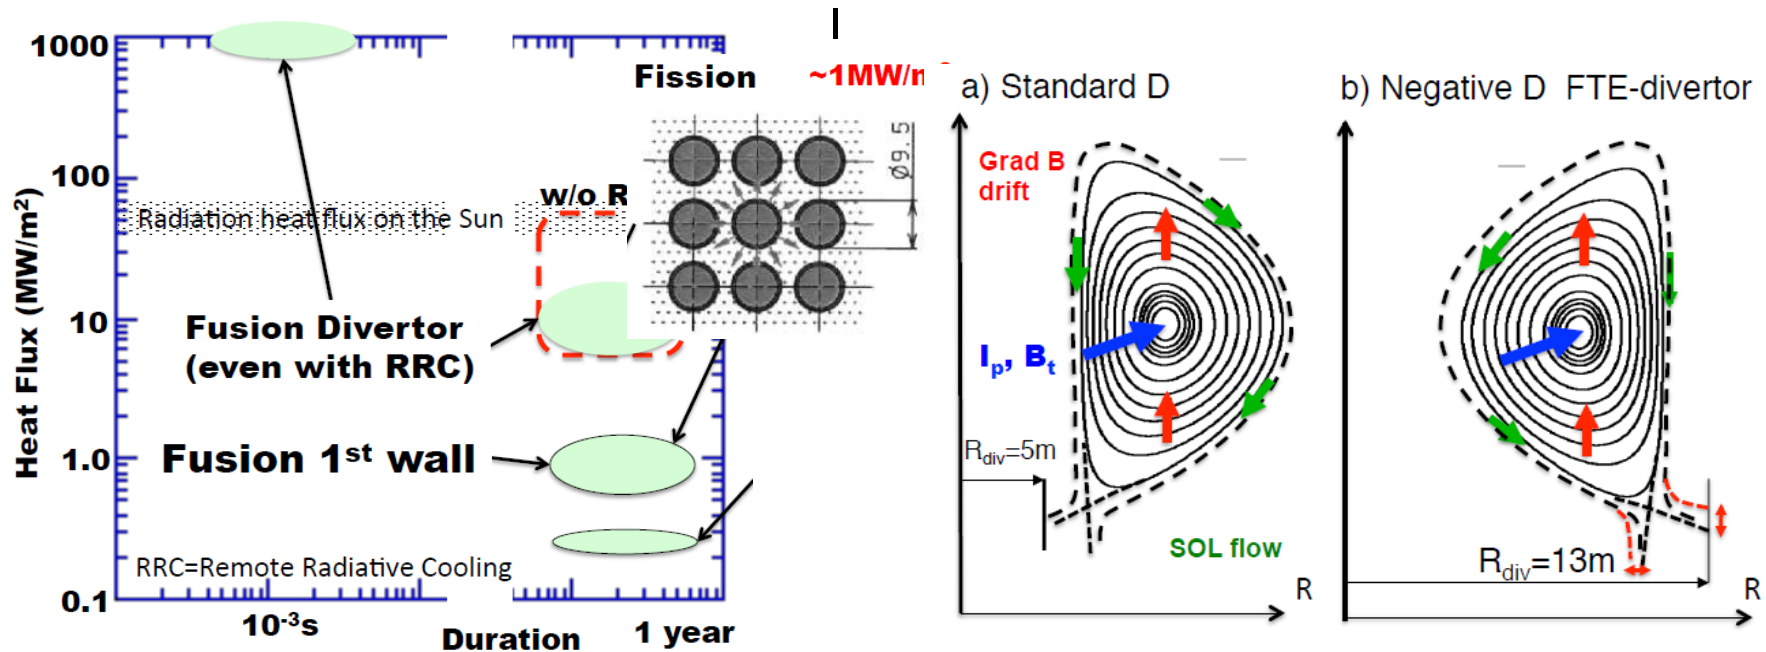 1000
100
10
1.0
0.1
Heat Flux (MW/m²)
Radiation heat flux on the Sun
w/o
Fusion Divertor
(even with RRC)
Fusion 1st wall
RRC=Remote Radiative Cooling
10-3s
Duration
1 year
Fission
~1MW/m
Ø9.5
a) Standard D
Grad B
drift
Ip, Bt
Rdiv=5m
SOL flow
R
b) Negative D FTE-divertor
Rdiv=13m
R